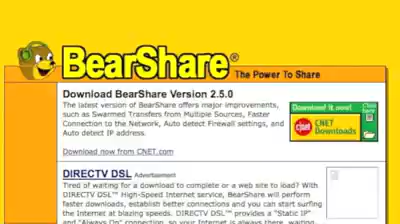 BearShare®
The Power To Share
Download BearShare Version 2.5.0
The latest version of BearShare offers major improvements,
such as Swarmed Transfers from Multiple Sources, Faster
Connection to the Network, Auto detect Firewall settings, and
Auto detect IP address.
Download it now!
Click here
c|net
CNET
Downloads
Download now from CNET.com
DIRECTV DSL Advertisement
Tired of waiting for a download to complete or a web site to load? With
DIRECTV DSL™ High-Speed Internet service, BearShare will perform
faster downloads, establish better connections and you can start surfing
the Internet at blazing speeds. DIRECTV DSL™ provides a "Static IP"
and "Always On" connection, so your Internet is always there, waiting